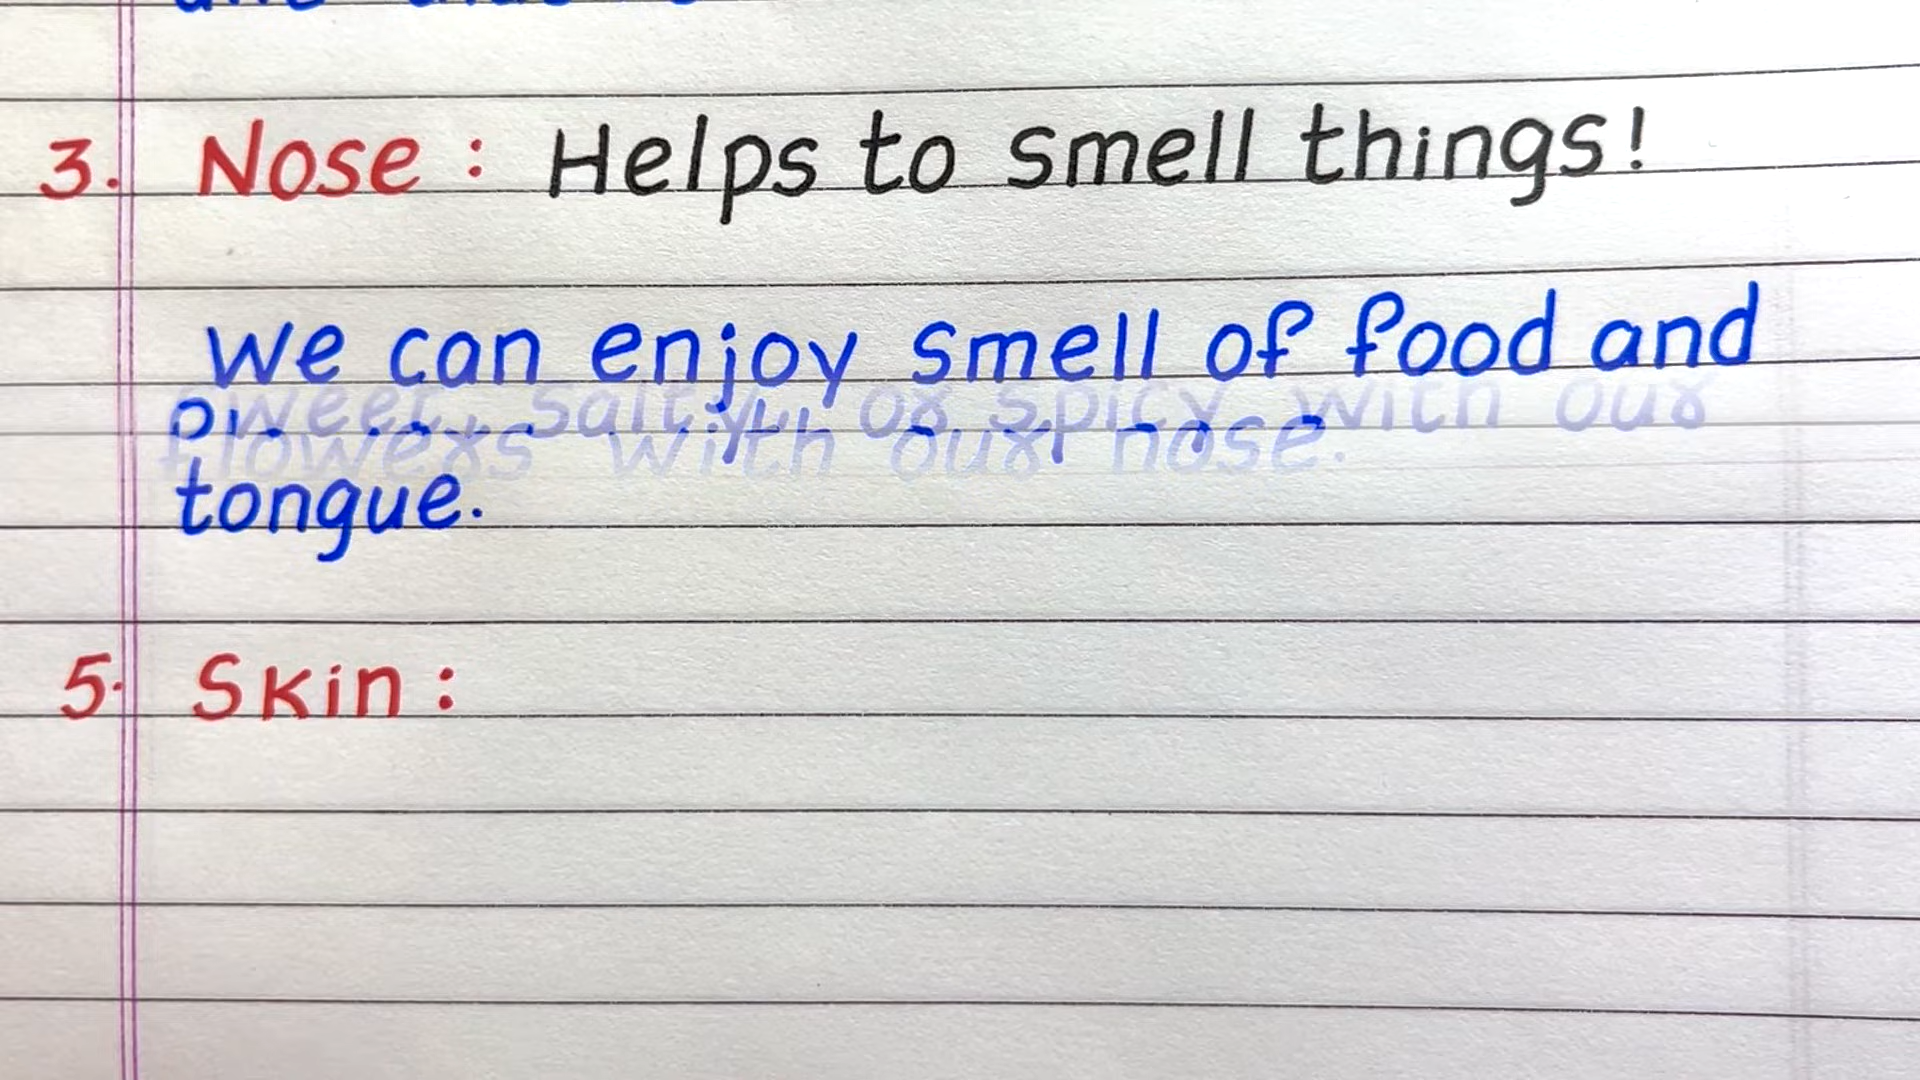 3. Nose : Helps to smell things!
we can enjoy smell of food and
sweet, salty, or spicy with our
flowers with our nose.
tongue.
5. Skin :